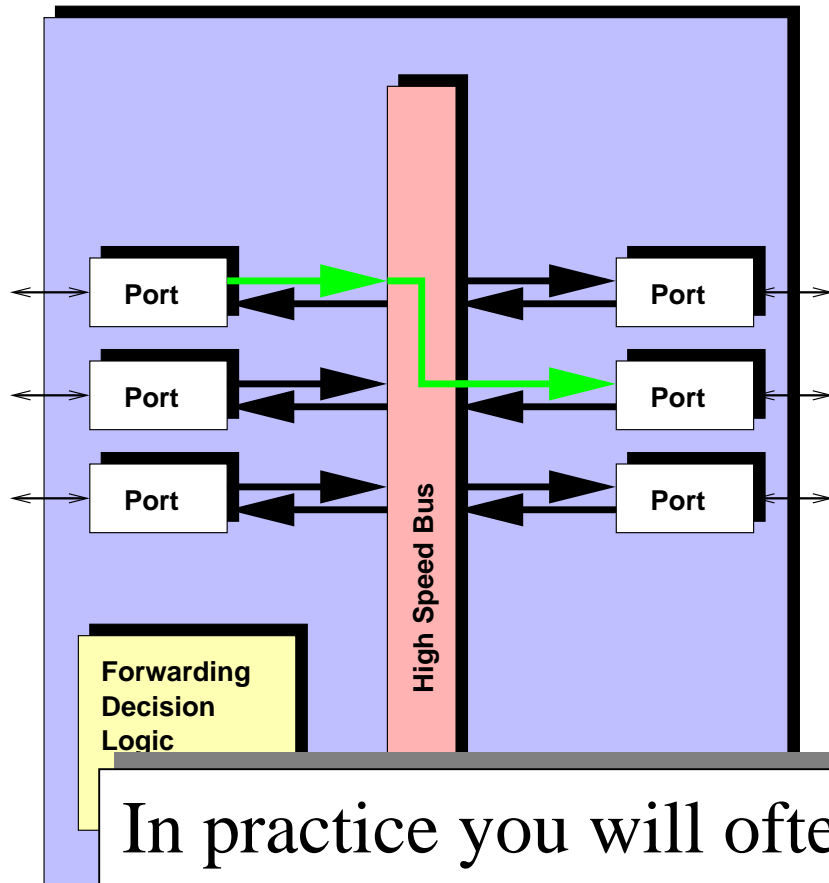 Port
Port
Port
Port
Port
Port
High Speed Bus
Forwarding
Decision
Logic
In practice you will ofte